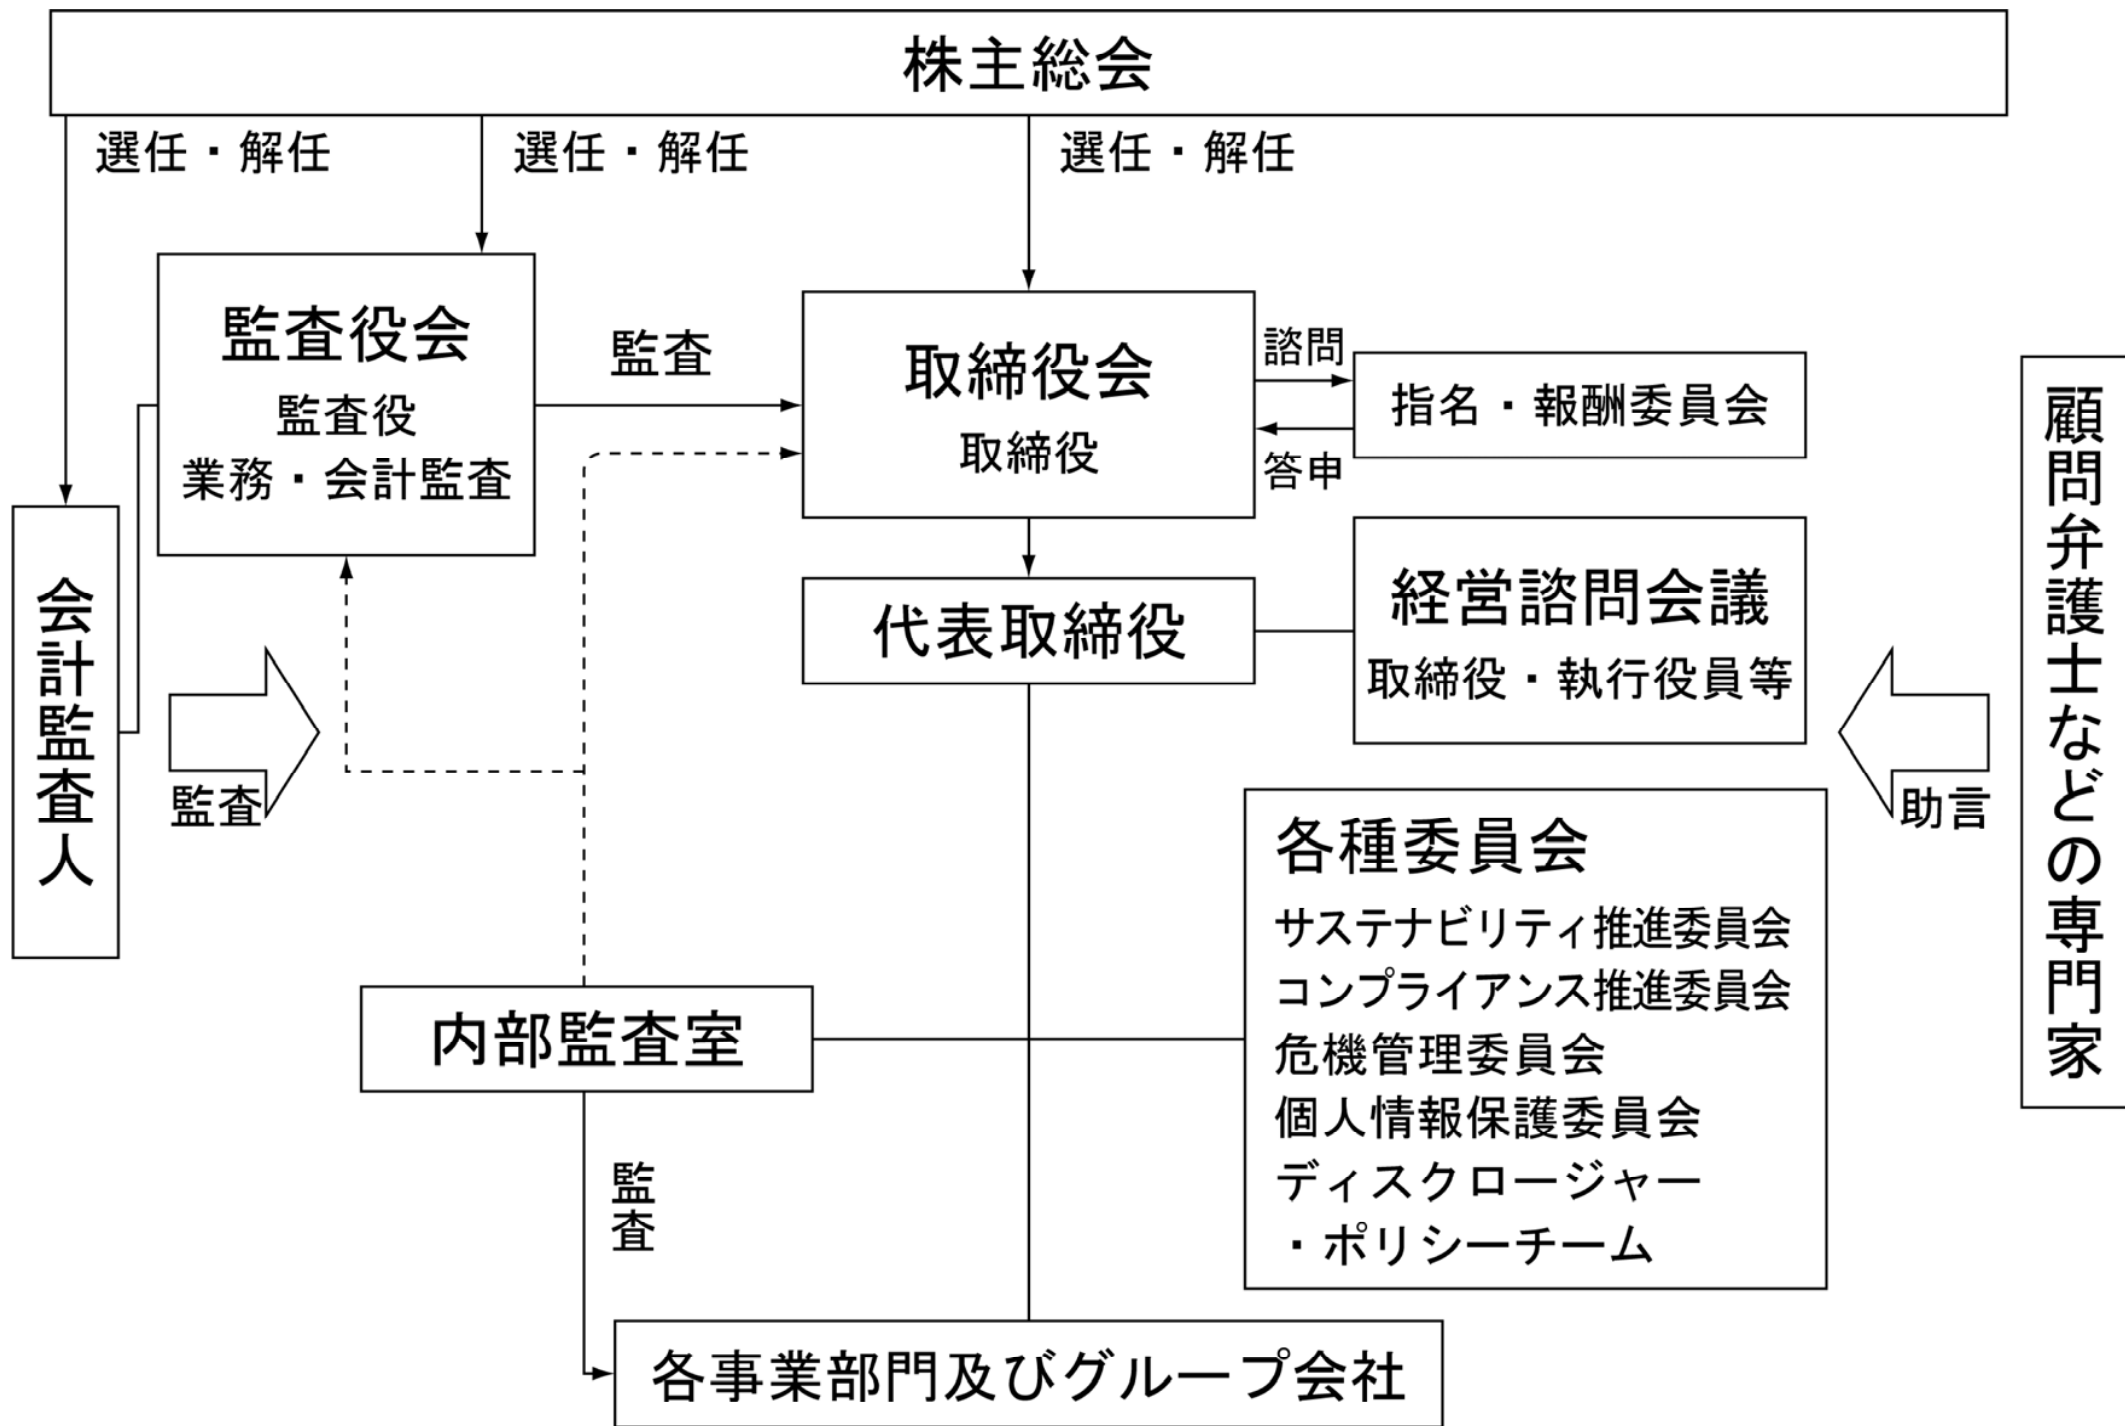 株主総会
選任・解任
選任・解任
選任・解任
監査役会
監査役
業務・会計監査
監査
取締役会
取締役
諮問
答申
指名・報酬委員会
代表取締役
経営諮問会議
取締役・執行役員等
会計監査人
監査
顧問弁護士などの専門家
助言
各種委員会
サステナビリティ推進委員会
コンプライアンス推進委員会
危機管理委員会
個人情報保護委員会
ディスクロージャー
・ポリシーチーム
内部監査室
監査
各事業部門及びグループ会社